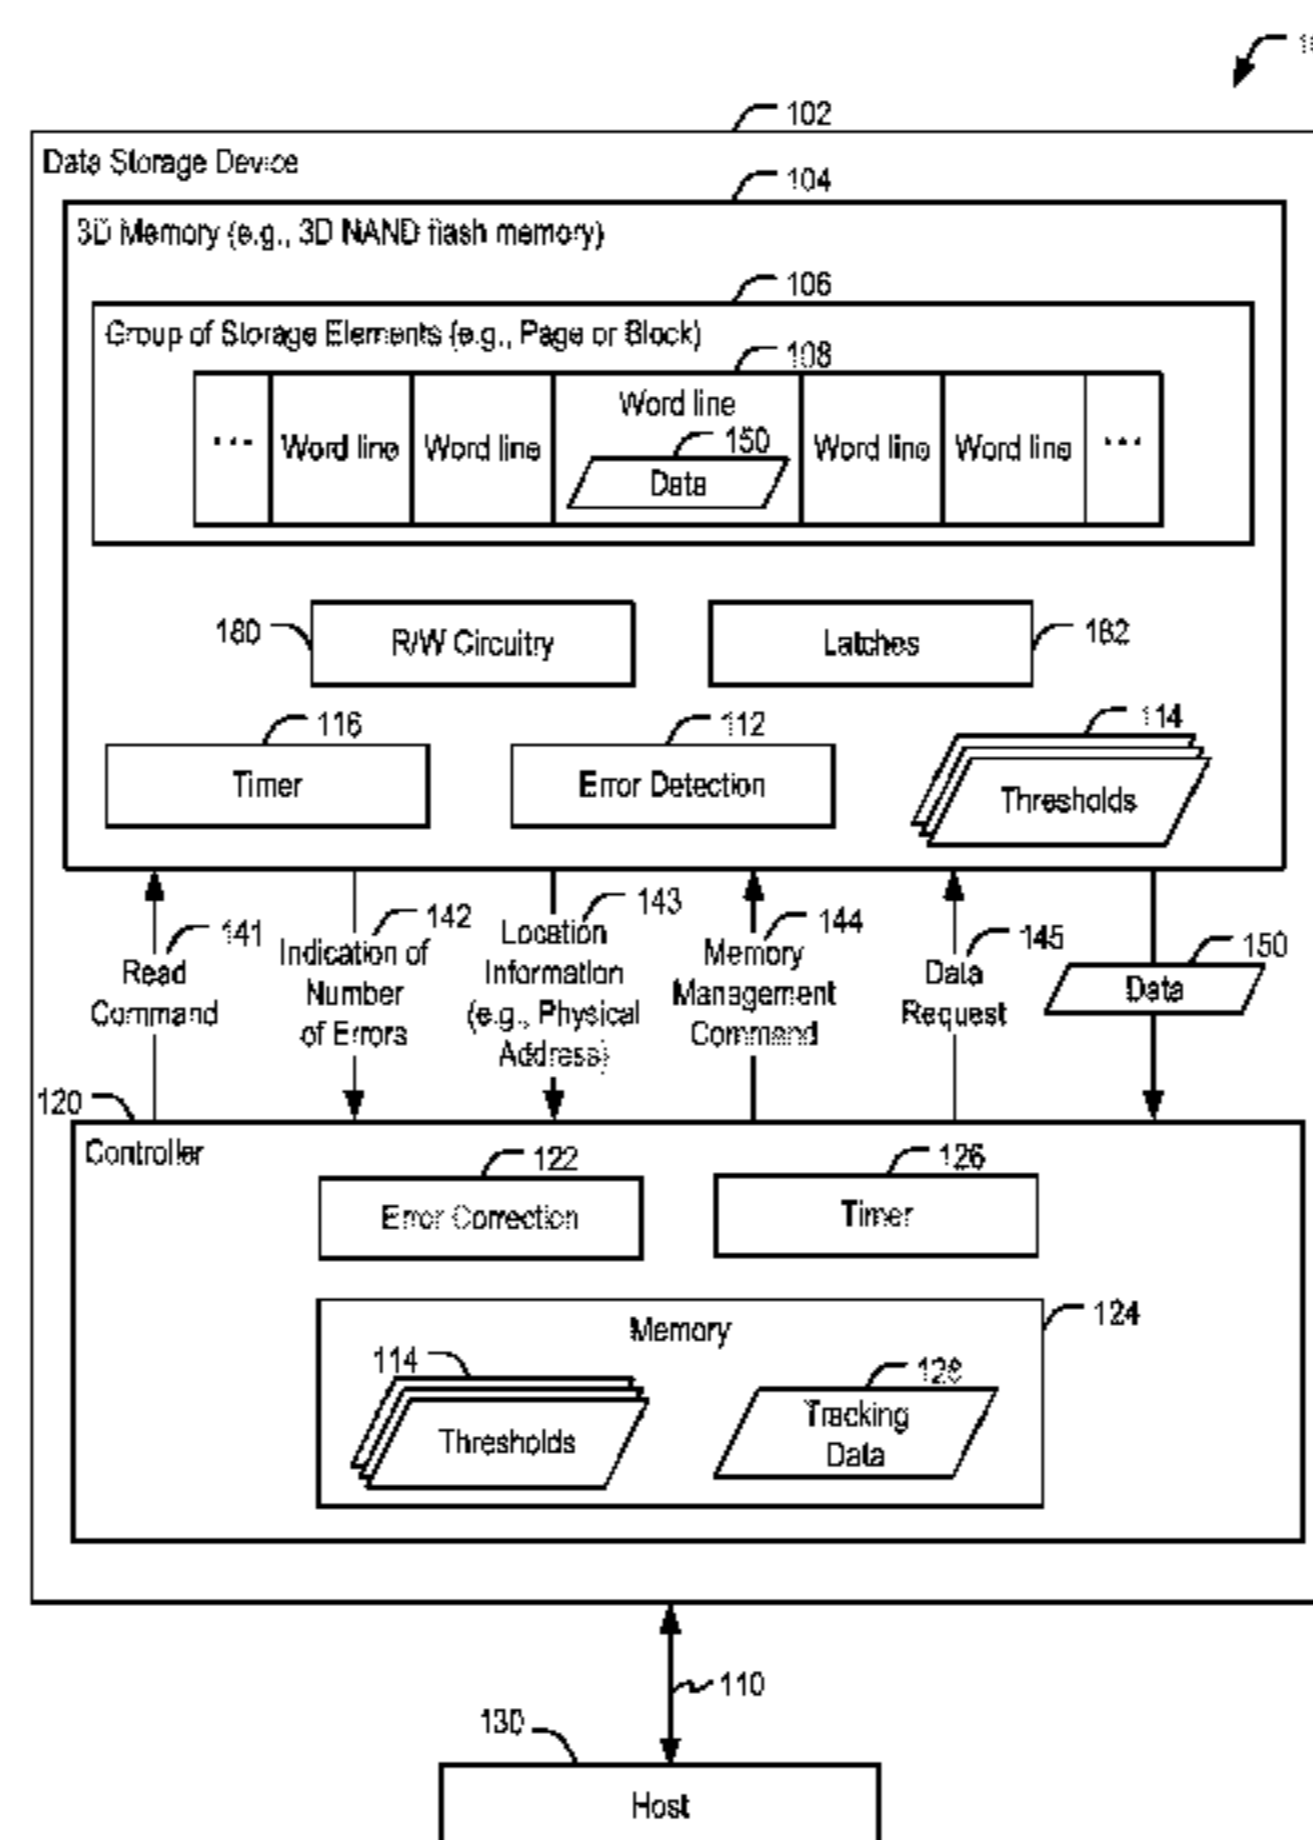 102
Data Storage Device
104
3D Memory (e.g., 3D NAND flash memory)
106
Group of Storage Elements (e.g., Page or Block)
108
... Word line Word line Word line Word line Word line ...
150
Data
180 R/W Circuitry Latches 182
116 112 114
Timer Error Detection Thresholds
141 142 143 144 145 150
Read Command
Indication of Number of Errors
Location Information (e.g., Physical Address)
Memory Management Command
Data Request
Data
120
Controller
122 126
Error Correction Timer
124
Memory
114 128
Thresholds Tracking Data
110
130
Host